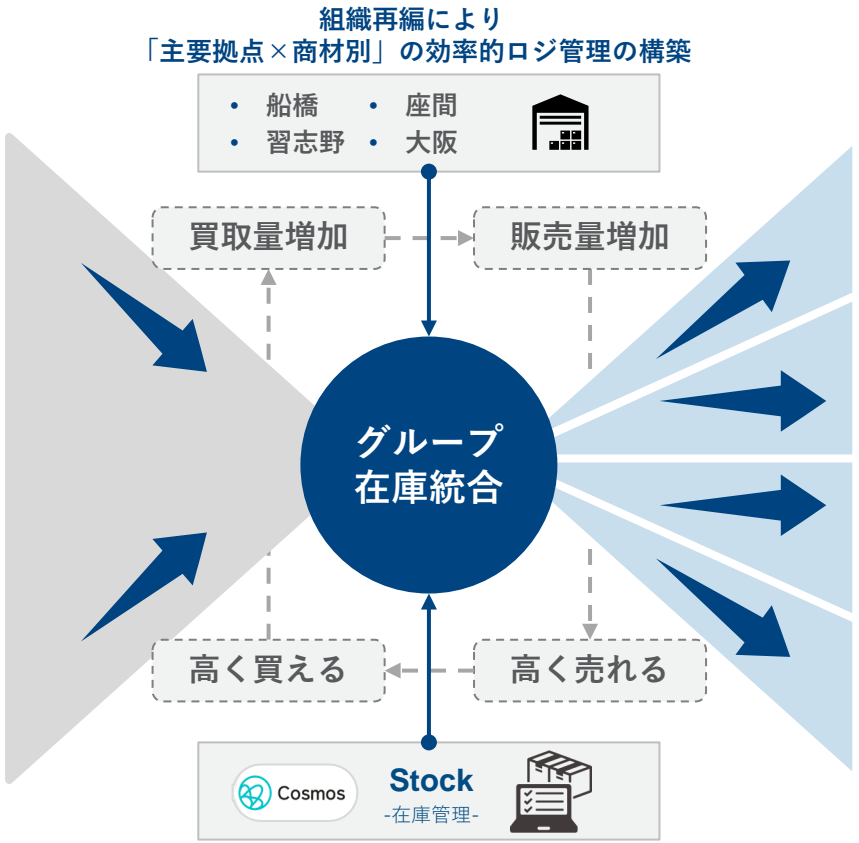 組織再編により
「主要拠点×商材別」の効率的ロジ管理の構築
• 船橋 • 座間
• 習志野 • 大阪
買取量増加 販売量増加
グループ
在庫統合
高く買える 高く売れる
Cosmos Stock
-在庫管理-